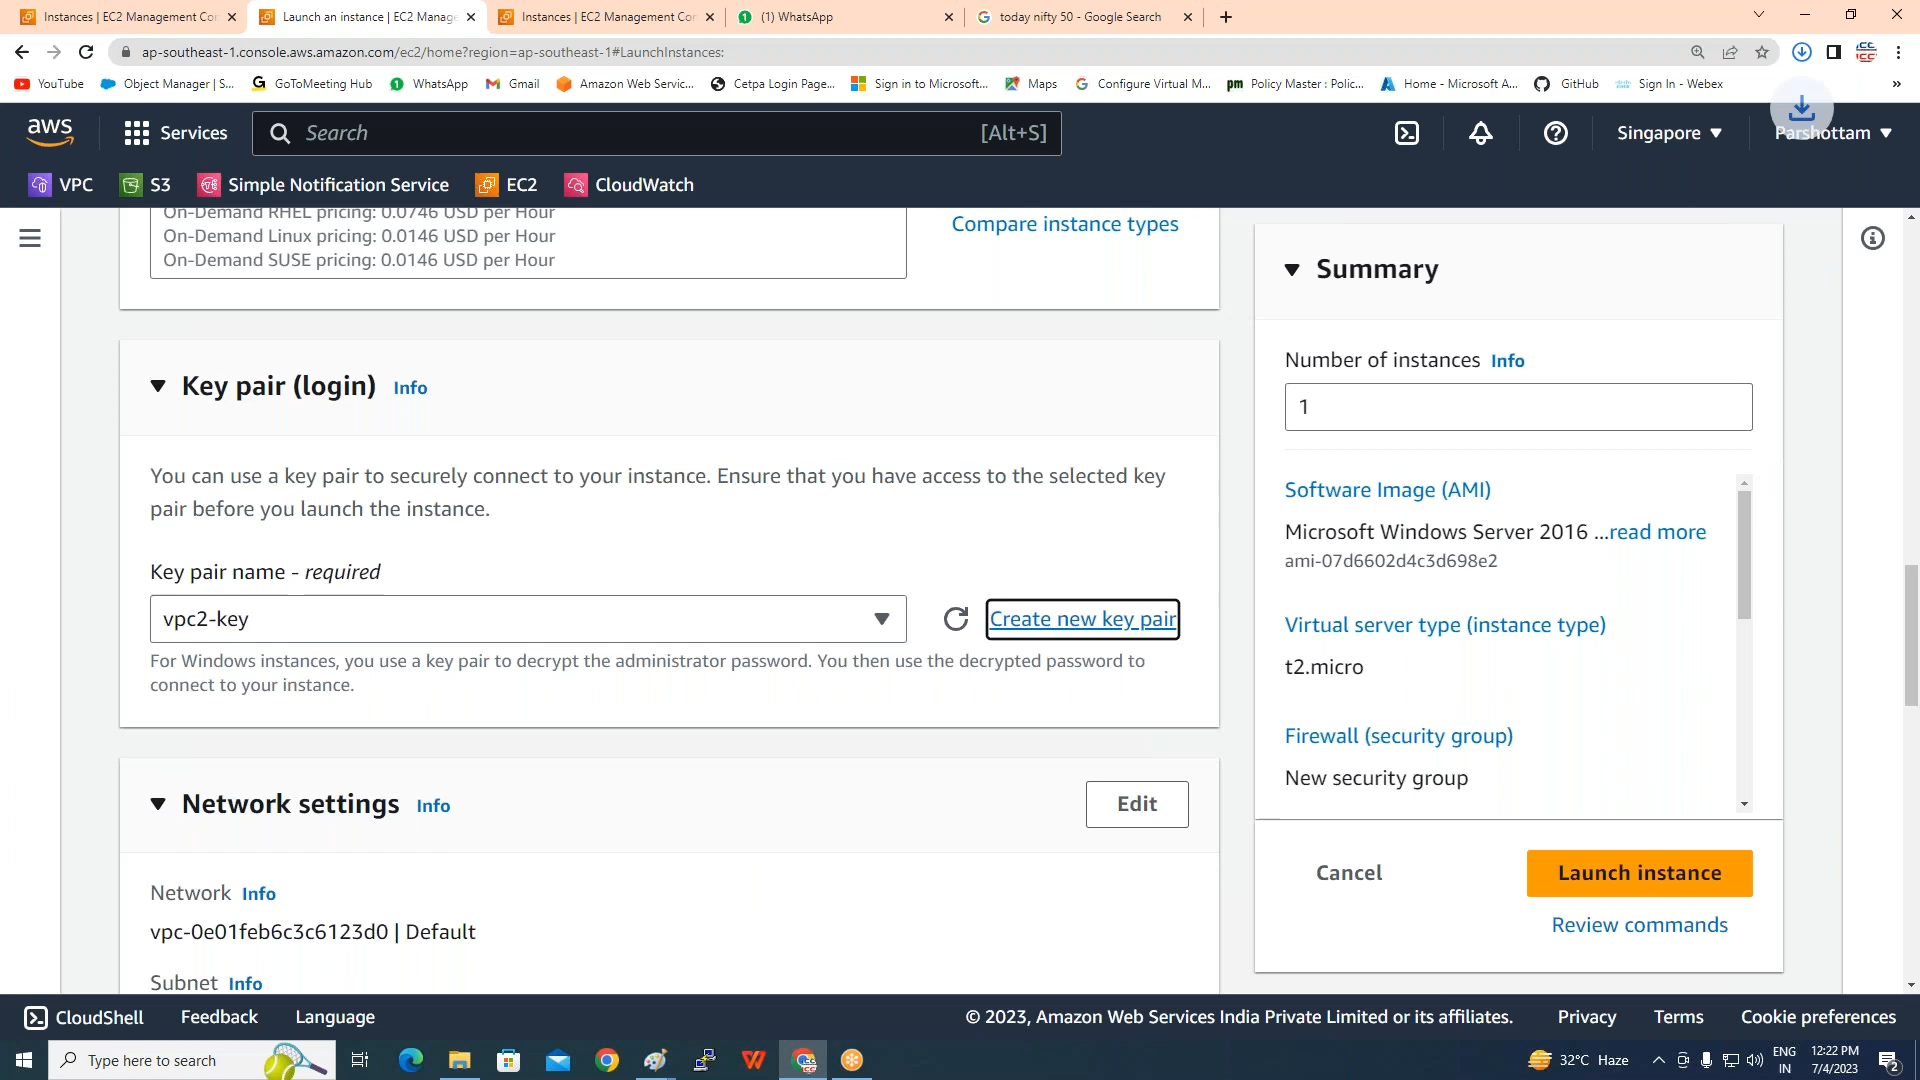 Instances | EC2 Management Cor
Launch an instance | EC2 Manage
Instances | EC2 Management Cor
(1) WhatsApp
today nifty 50 - Google Search
ap-southeast-1.console.aws.amazon.com/ec2/home?region=ap-southeast-1#LaunchInstances:
YouTube
Object Manager | S...
GoToMeeting Hub
WhatsApp
Gmail
Amazon Web Servic...
Cetpa Login Page...
Sign in to Microsoft...
Maps
Configure Virtual M...
Policy Master : Polic...
Home - Microsoft A...
GitHub
Sign In - Webex
aws
Services
Search
[Alt+S]
Singapore
Parshottam
VPC
S3
Simple Notification Service
EC2
CloudWatch
On-Demand RHEL pricing: 0.0746 USD per Hour
On-Demand Linux pricing: 0.0146 USD per Hour
On-Demand SUSE pricing: 0.0146 USD per Hour
Compare instance types
Key pair (login) Info
You can use a key pair to securely connect to your instance. Ensure that you have access to the selected key
pair before you launch the instance.
Key pair name - required
vpc2-key
Create new key pair
For Windows instances, you use a key pair to decrypt the administrator password. You then use the decrypted password to
connect to your instance.
Network settings Info
Edit
Network Info
vpc-0e01feb6c3c6123d0 | Default
Subnet Info
Summary
Number of instances Info
1
Software Image (AMI)
Microsoft Windows Server 2016 ...read more
ami-07d6602d4c3d698e2
Virtual server type (instance type)
t2.micro
Firewall (security group)
New security group
Cancel
Launch instance
Review commands
CloudShell
Feedback
Language
© 2023, Amazon Web Services India Private Limited or its affiliates.
Privacy
Terms
Cookie preferences
Type here to search
32°C Haze
ENG
IN
12:22 PM
7/4/2023
2